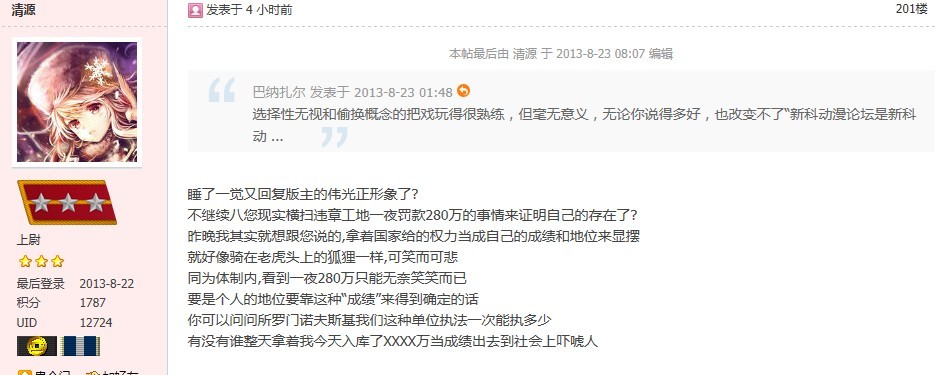 清源
发表于 4 小时前
201楼
本帖最后由 清源 于 2013-8-23 08:07 编辑
巴纳扎尔 发表于 2013-8-23 01:48
选择性无视和偷换概念的把戏玩得很熟练，但毫无意义，无论你说得多好，也改变不了“新科动漫论坛是新科
动 ...
睡了一觉又回复版主的伟光正形象了?
不继续八您现实横扫违章工地一夜罚款280万的事情来证明自己的存在了?
昨晚我其实就想跟您说的,拿着国家给的权力当成自己的成绩和地位来显摆
就好像骑在老虎头上的狐狸一样,可笑而可悲
同为体制内,看到一夜280万只能无奈笑笑而已
要是个人的地位要靠这种“成绩”来得到确定的话
你可以问问所罗门诺夫斯基我们这种单位执法一次能执多少
有没有谁整天拿着我今天入库了XXXX万当成绩出去到社会上吓唬人
上尉
最后登录 2013-8-22
积分 1787
UID 12724